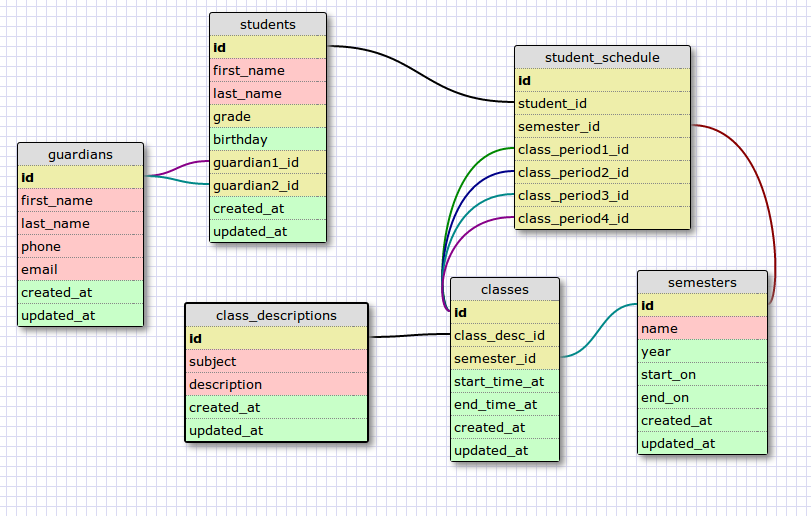 students
id
first_name
last_name
grade
birthday
guardian1_id
guardian2_id
created_at
updated_at
student_schedule
id
student_id
semester_id
class_period1_id
class_period2_id
class_period3_id
class_period4_id
guardians
id
first_name
last_name
phone
email
created_at
updated_at
class_descriptions
id
subject
description
created_at
updated_at
classes
id
class_desc_id
semester_id
start_time_at
end_time_at
created_at
updated_at
semesters
id
name
year
start_on
end_on
created_at
updated_at